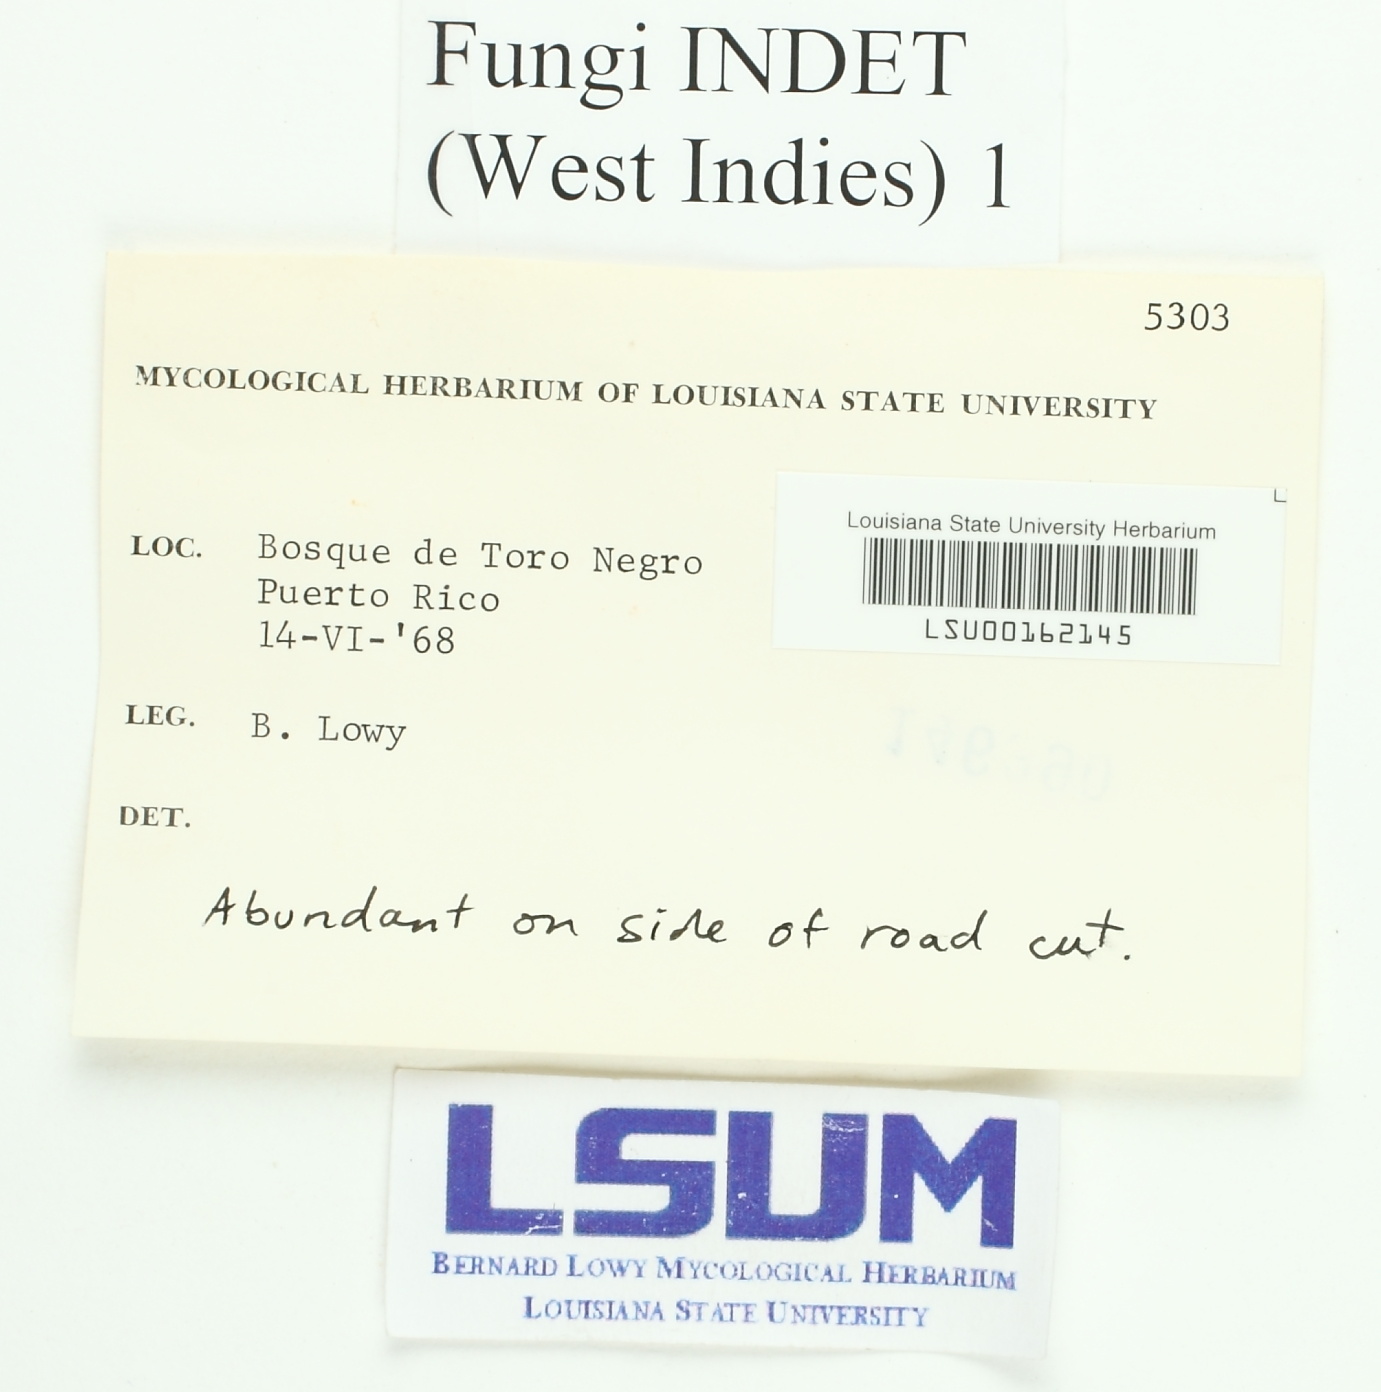 Fungi INDET
(West Indies) 1
5303
MYCOLOGICAL HERBARIUM OF LOUISIANA STATE UNIVERSITY
Louisiana State University Herbarium
LSU00162145
LOC. Bosque de Toro Negro
Puerto Rico
14-VI-'68
LEG. B. Lowy
DET.
Abundant on side of road cut.
LSUM
BERNARD LOWY MYCOLOGICAL HERBARIUM
LOUISIANA STATE UNIVERSITY